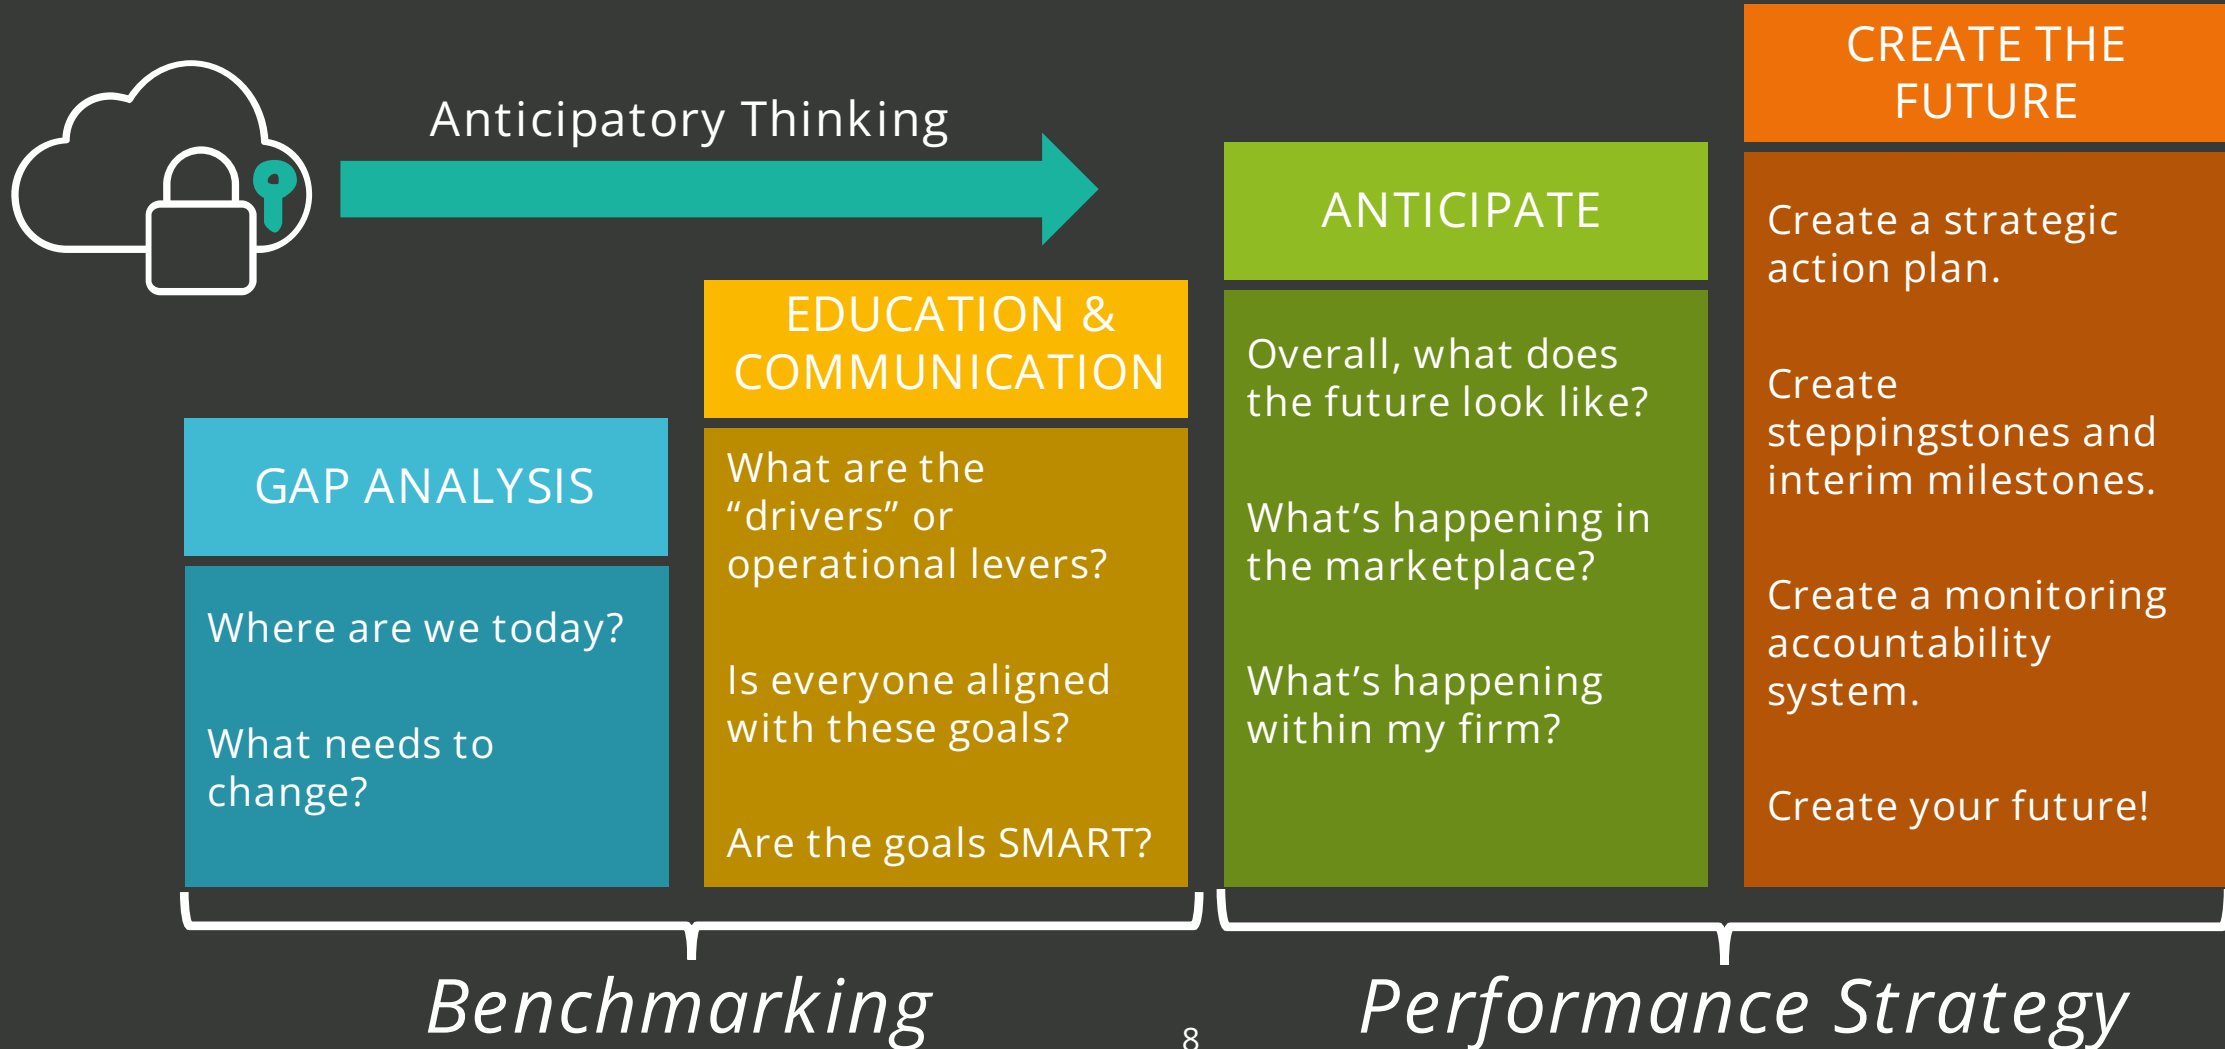 Anticipatory Thinking
GAP ANALYSIS
Where are we today?
What needs to
change?
EDUCATION &
COMMUNICATION
What are the
“drivers” or
operational levers?
Is everyone aligned
with these goals?
Are the goals SMART?
ANTICIPATE
Overall, what does
the future look like?
What’s happening in
the marketplace?
What’s happening
within my firm?
CREATE THE
FUTURE
Create a strategic
action plan.
Create
steppingstones and
interim milestones.
Create a monitoring
accountability
system.
Create your future!
Benchmarking
Performance Strategy
8